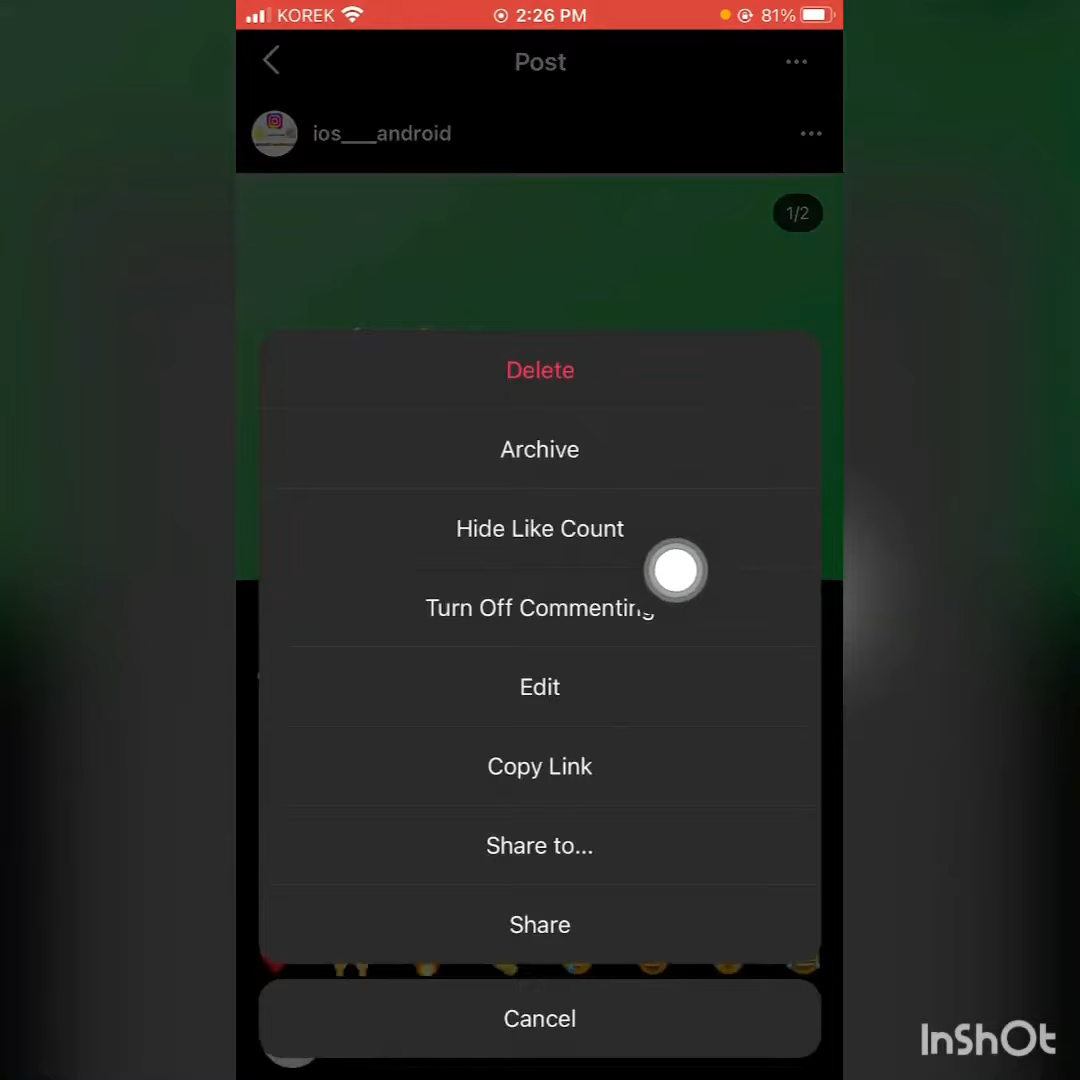 KOREK 2:26 PM 81%
Post
ios___android
1/2
Delete
Archive
Hide Like Count
Turn Off Commenting
Edit
Copy Link
Share to...
Share
Cancel
InShOt